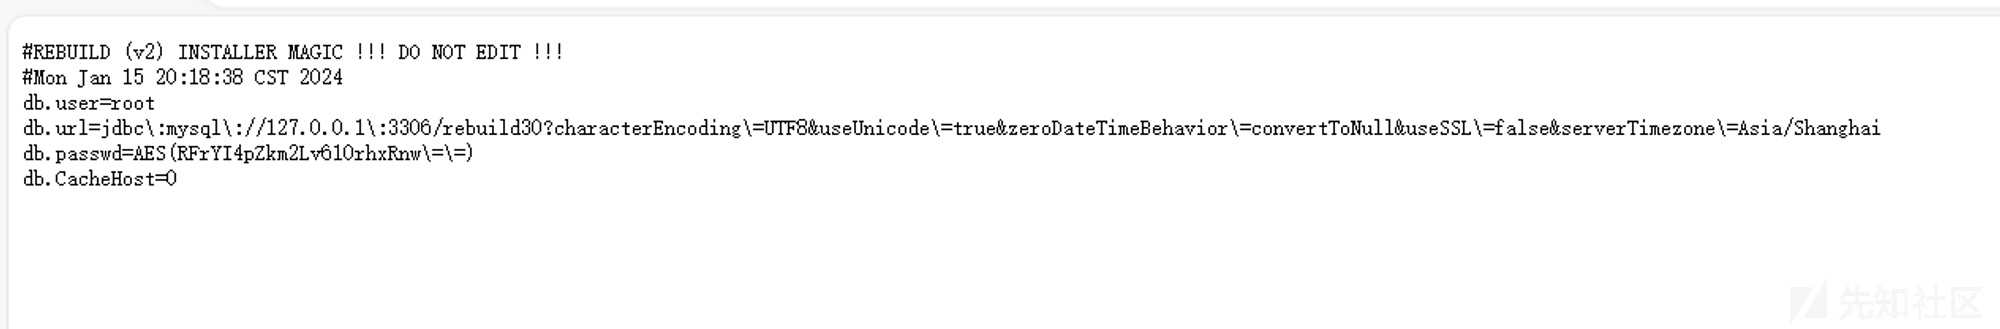 #REBUILD (v2) INSTALLER MAGIC !!! DO NOT EDIT !!!
#Mon Jan 15 20:18:38 CST 2024
db.user=root
db.url=jdbc\:mysql\://127.0.0.1\:3306/rebuild30?characterEncoding\=UTF8&useUnicode\=true&zeroDateTimeBehavior\=convertToNull&useSSL\=false&serverTimezone\=Asia/Shanghai
db.passwd=AES(RFrYI4pZkm2Lv61OrhxRnw\=\=)
db.CacheHost=0
先知社区